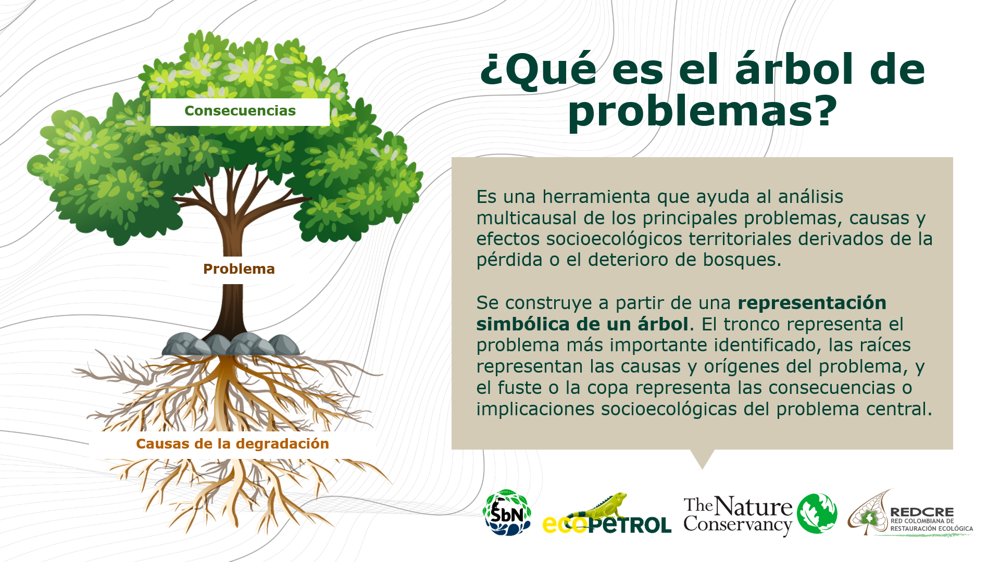 ¿Qué es el árbol de
problemas?
Consecuencias
Problema
Causas de la degradación
Es una herramienta que ayuda al análisis
multicausal de los principales problemas, causas y
efectos socioecológicos territoriales derivados de la
pérdida o el deterioro de bosques.
Se construye a partir de una representación
simbólica de un árbol. El tronco representa el
problema más importante identificado, las raíces
representan las causas y orígenes del problema, y
el fuste o la copa representa las consecuencias o
implicaciones socioecológicas del problema central.
SbN
ecoPETROL
The Nature
Conservancy
REDCRE
RED COLOMBIANA DE
RESTAURACIÓN ECOLÓGICA